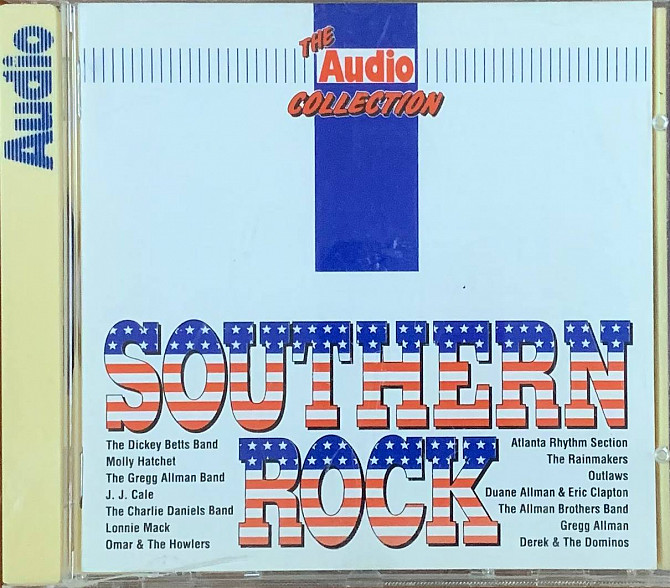 Audio
THE
Audio
COLLECTION
SOUTHERN
ROCK
The Dickey Betts Band
Molly Hatchet
The Gregg Allman Band
J. J. Cale
The Charlie Daniels Band
Lonnie Mack
Omar & The Howlers
Atlanta Rhythm Section
The Rainmakers
Outlaws
Duane Allman & Eric Clapton
The Allman Brothers Band
Gregg Allman
Derek & The Dominos